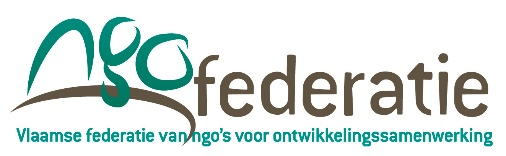 ngo federatie
Vlaamse federatie van ngo's voor ontwikkelingssamenwerking